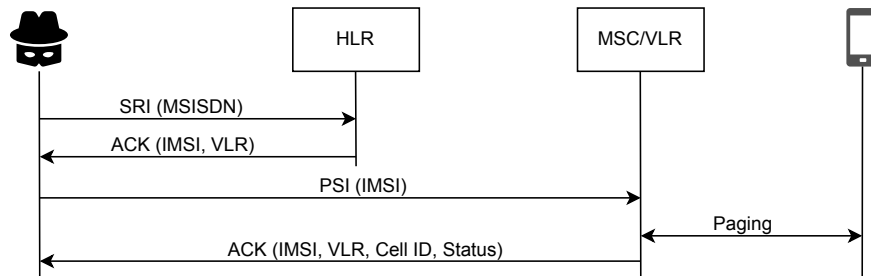 HLR
MSC/VLR
SRI (MSISDN)
ACK (IMSI, VLR)
PSI (IMSI)
Paging
ACK (IMSI, VLR, Cell ID, Status)